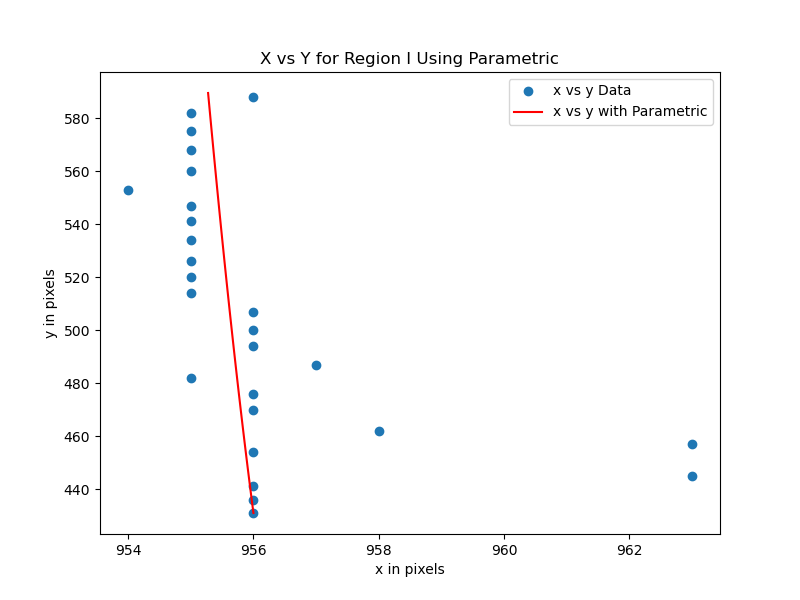 X vs Y for Region I Using Parametric
x vs y Data
x vs y with Parametric
580
560
540
520
500
480
460
440
y in pixels
954 956 958 960 962
x in pixels